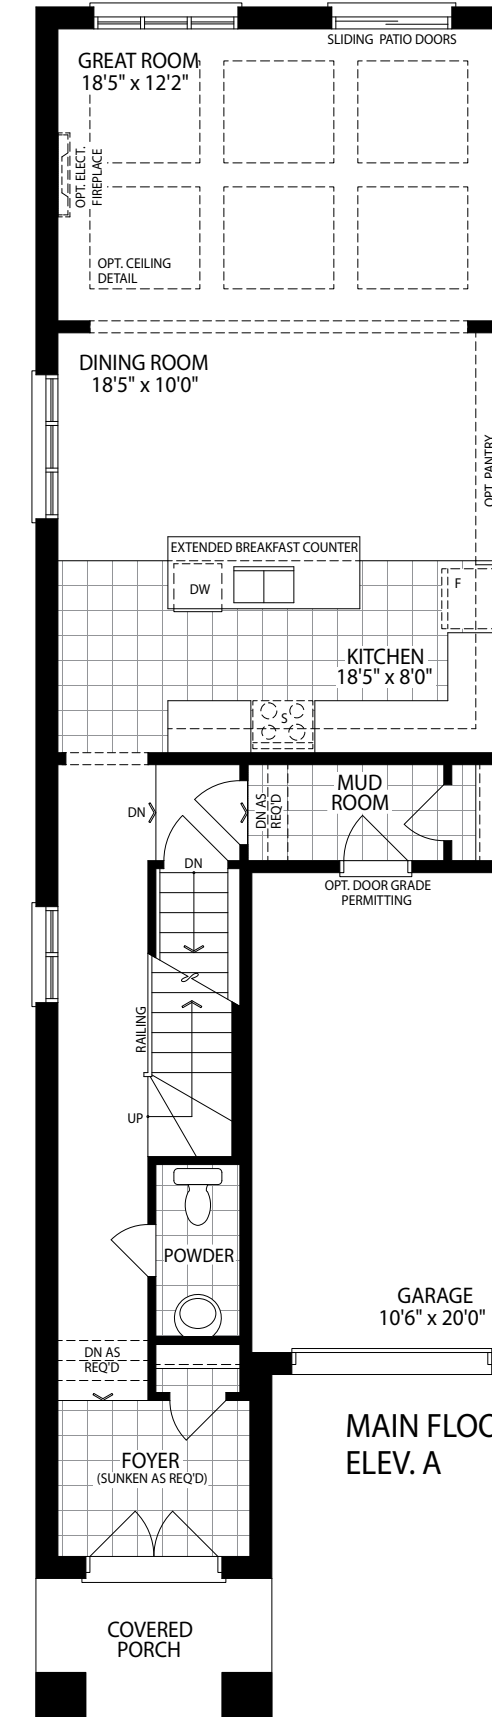 SLIDING PATIO DOORS
GREAT ROOM
18'5" x 12'2"
OPT. ELECT.
FIREPLACE
OPT. CEILING
DETAIL
DINING ROOM
18'5" x 10'0"
OPT. PANTRY
EXTENDED BREAKFAST COUNTER
DW
F
KITCHEN
18'5" x 8'0"
S
DN
DN AS
REQ'D
MUD
ROOM
DN
OPT. DOOR GRADE
PERMITTING
RAILING
UP
POWDER
GARAGE
10'6" x 20'0"
DN AS
REQ'D
MAIN FLOO
ELEV. A
FOYER
(SUNKEN AS REQ'D)
COVERED
PORCH